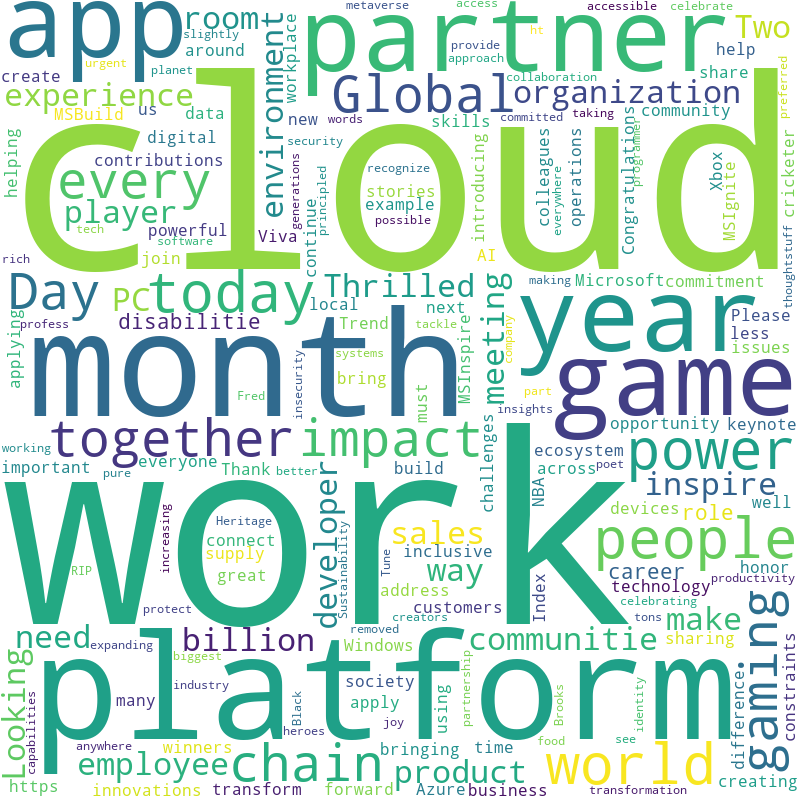 metaverse
access
accessible
celebrate
app
room
slightly
around
urgent
planet
create
experience
MSBuild
us
data
digital
helping
contributions
environment
workplace
new
security
partner
provide
approach
ht
collaboration
Global
organization
committed
taking
words
skills
share
community
help
Two
preferred
cloud
every
player
powerful
tech
software
join
Viva
generations
principled
recognize
stories
example
possible
continue
introducing
AI
colleagues
everywhere
operations
Congratulations
programmer
Xbox
MSIgnite
cricketer
thoughtstuff
rich
Day
PC
today
Thrilled
disabilitie
local
next
meeting
making
Microsoft
commitment
profess
applying
month
Trend
tackle
systems
bring
Fred
insecurity
must
MSInspire
company
year
Please
less
issues
part
game
insights
together
impact
challenges
opportunity
keynote
working
important
pure
everyone
Thank
better
build
NBA
ecosystem
across
poet
power
inspire
work
increasing
Heritage
connect
supply
great
developer
Sustainability
Tune
sales
inclusive
way
address
customers
creators
Index
devices
role
well
people
career
honor
technology
productivity
celebrating
tons
RIP
protect
need
expanding
billion
biggest
removed
Windows
communitie
make
sharing
Looking
capabilities
platform
industry
many
Black
heroes
society
apply
joy
using
partnership
Brooks
identity
difference
gaming
constraints
anywhere
winners
employee
chain
bringing
time
product
food
see
world
creating
https
innovations
transform
forward
Azure
business
transformation